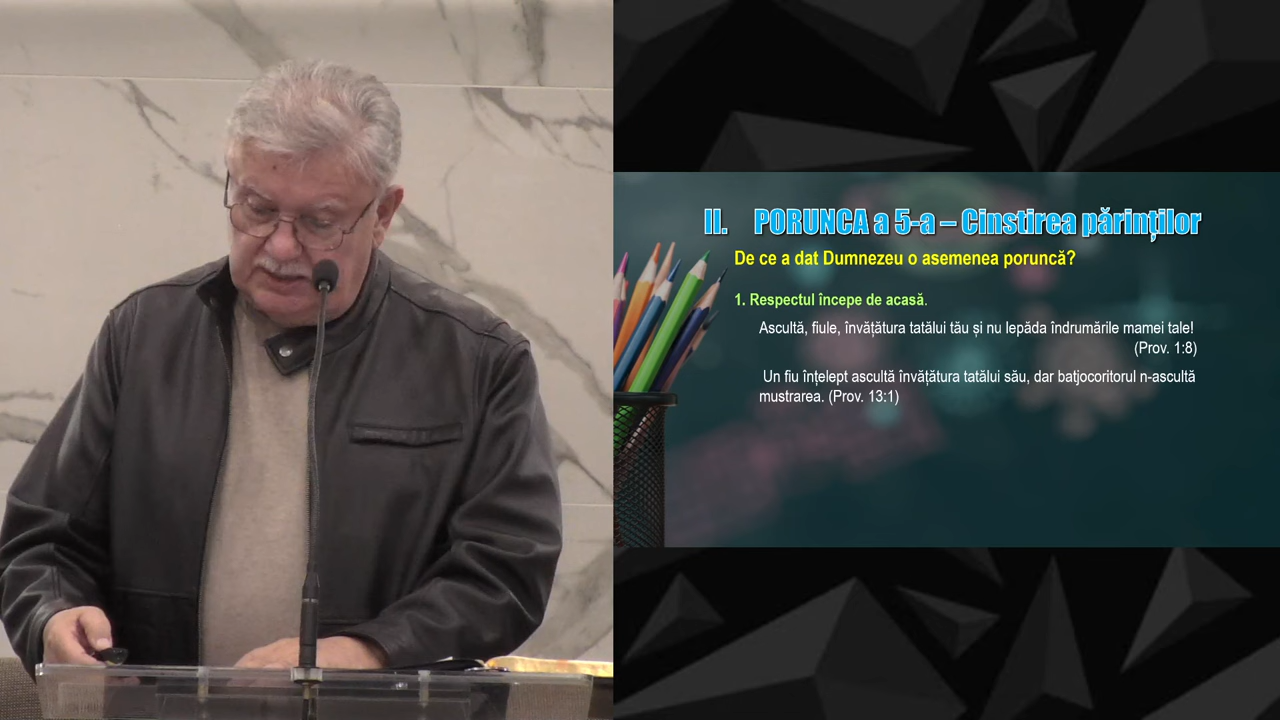 II. PORUNCA a 5-a – Cinstirea părinților
De ce a dat Dumnezeu o asemenea poruncă?
1. Respectul începe de acasă.
Ascultă, fiule, învățătura tatălui tău și nu lepăda îndrumările mamei tale!
(Prov. 1:8)
Un fiu înțelept ascultă învățătura tatălui său, dar batjocoritorul n-ascultă
mustrarea. (Prov. 13:1)